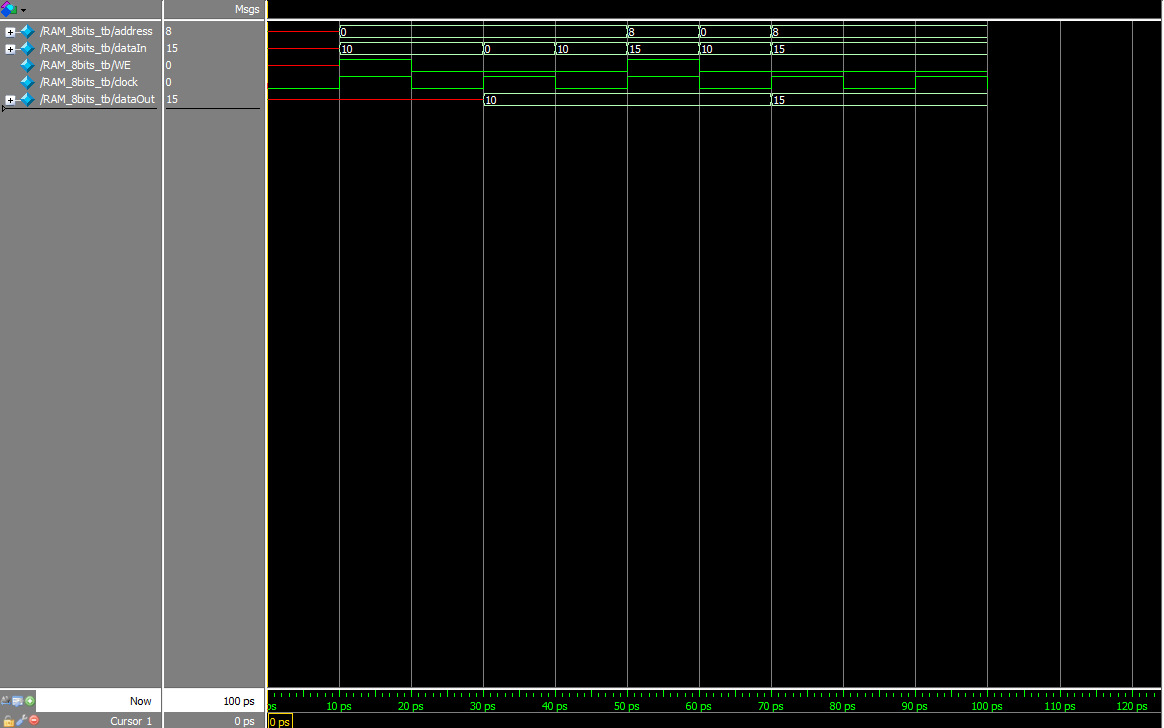 Msgs
/RAM_8bits_tb/address 8 0 8 0 8
/RAM_8bits_tb/dataIn 15 10 0 10 15 10 15
/RAM_8bits_tb/WE 0
/RAM_8bits_tb/clock 0
/RAM_8bits_tb/dataOut 15 10 15
Now 100 ps ps 10 ps 20 ps 30 ps 40 ps 50 ps 60 ps 70 ps 80 ps 90 ps 100 ps 110 ps 120 ps
Cursor 1 0 ps 0 ps